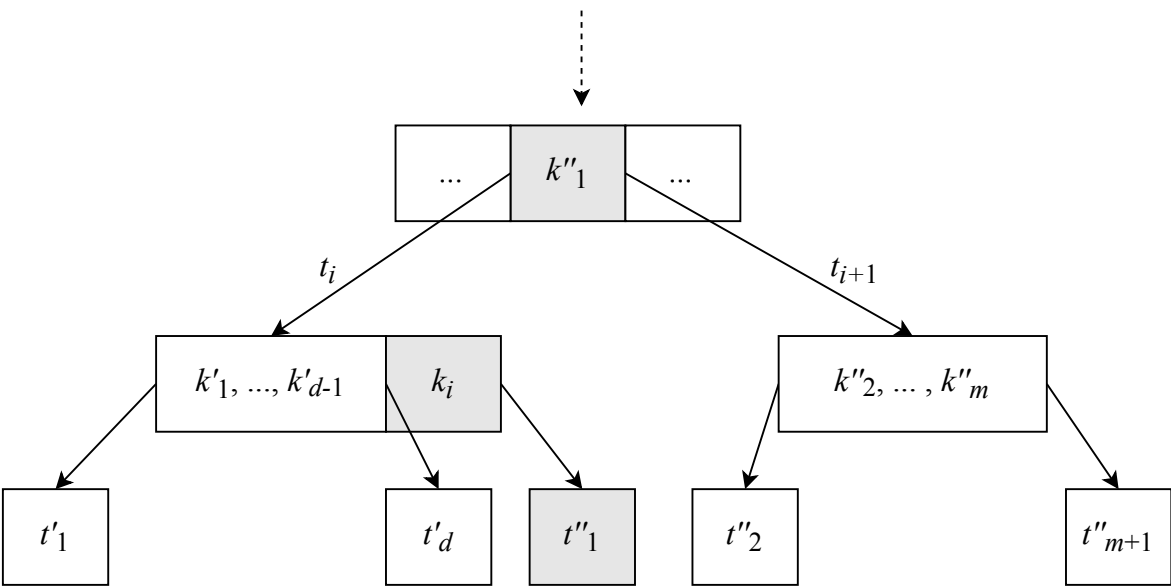 ... k″₁ ...
tᵢ tᵢ₊₁
k′₁, ..., k′d-1 kᵢ k″₂, ... , k″ₘ
t′₁ t′d t″₁ t″₂ t″ₘ₊₁